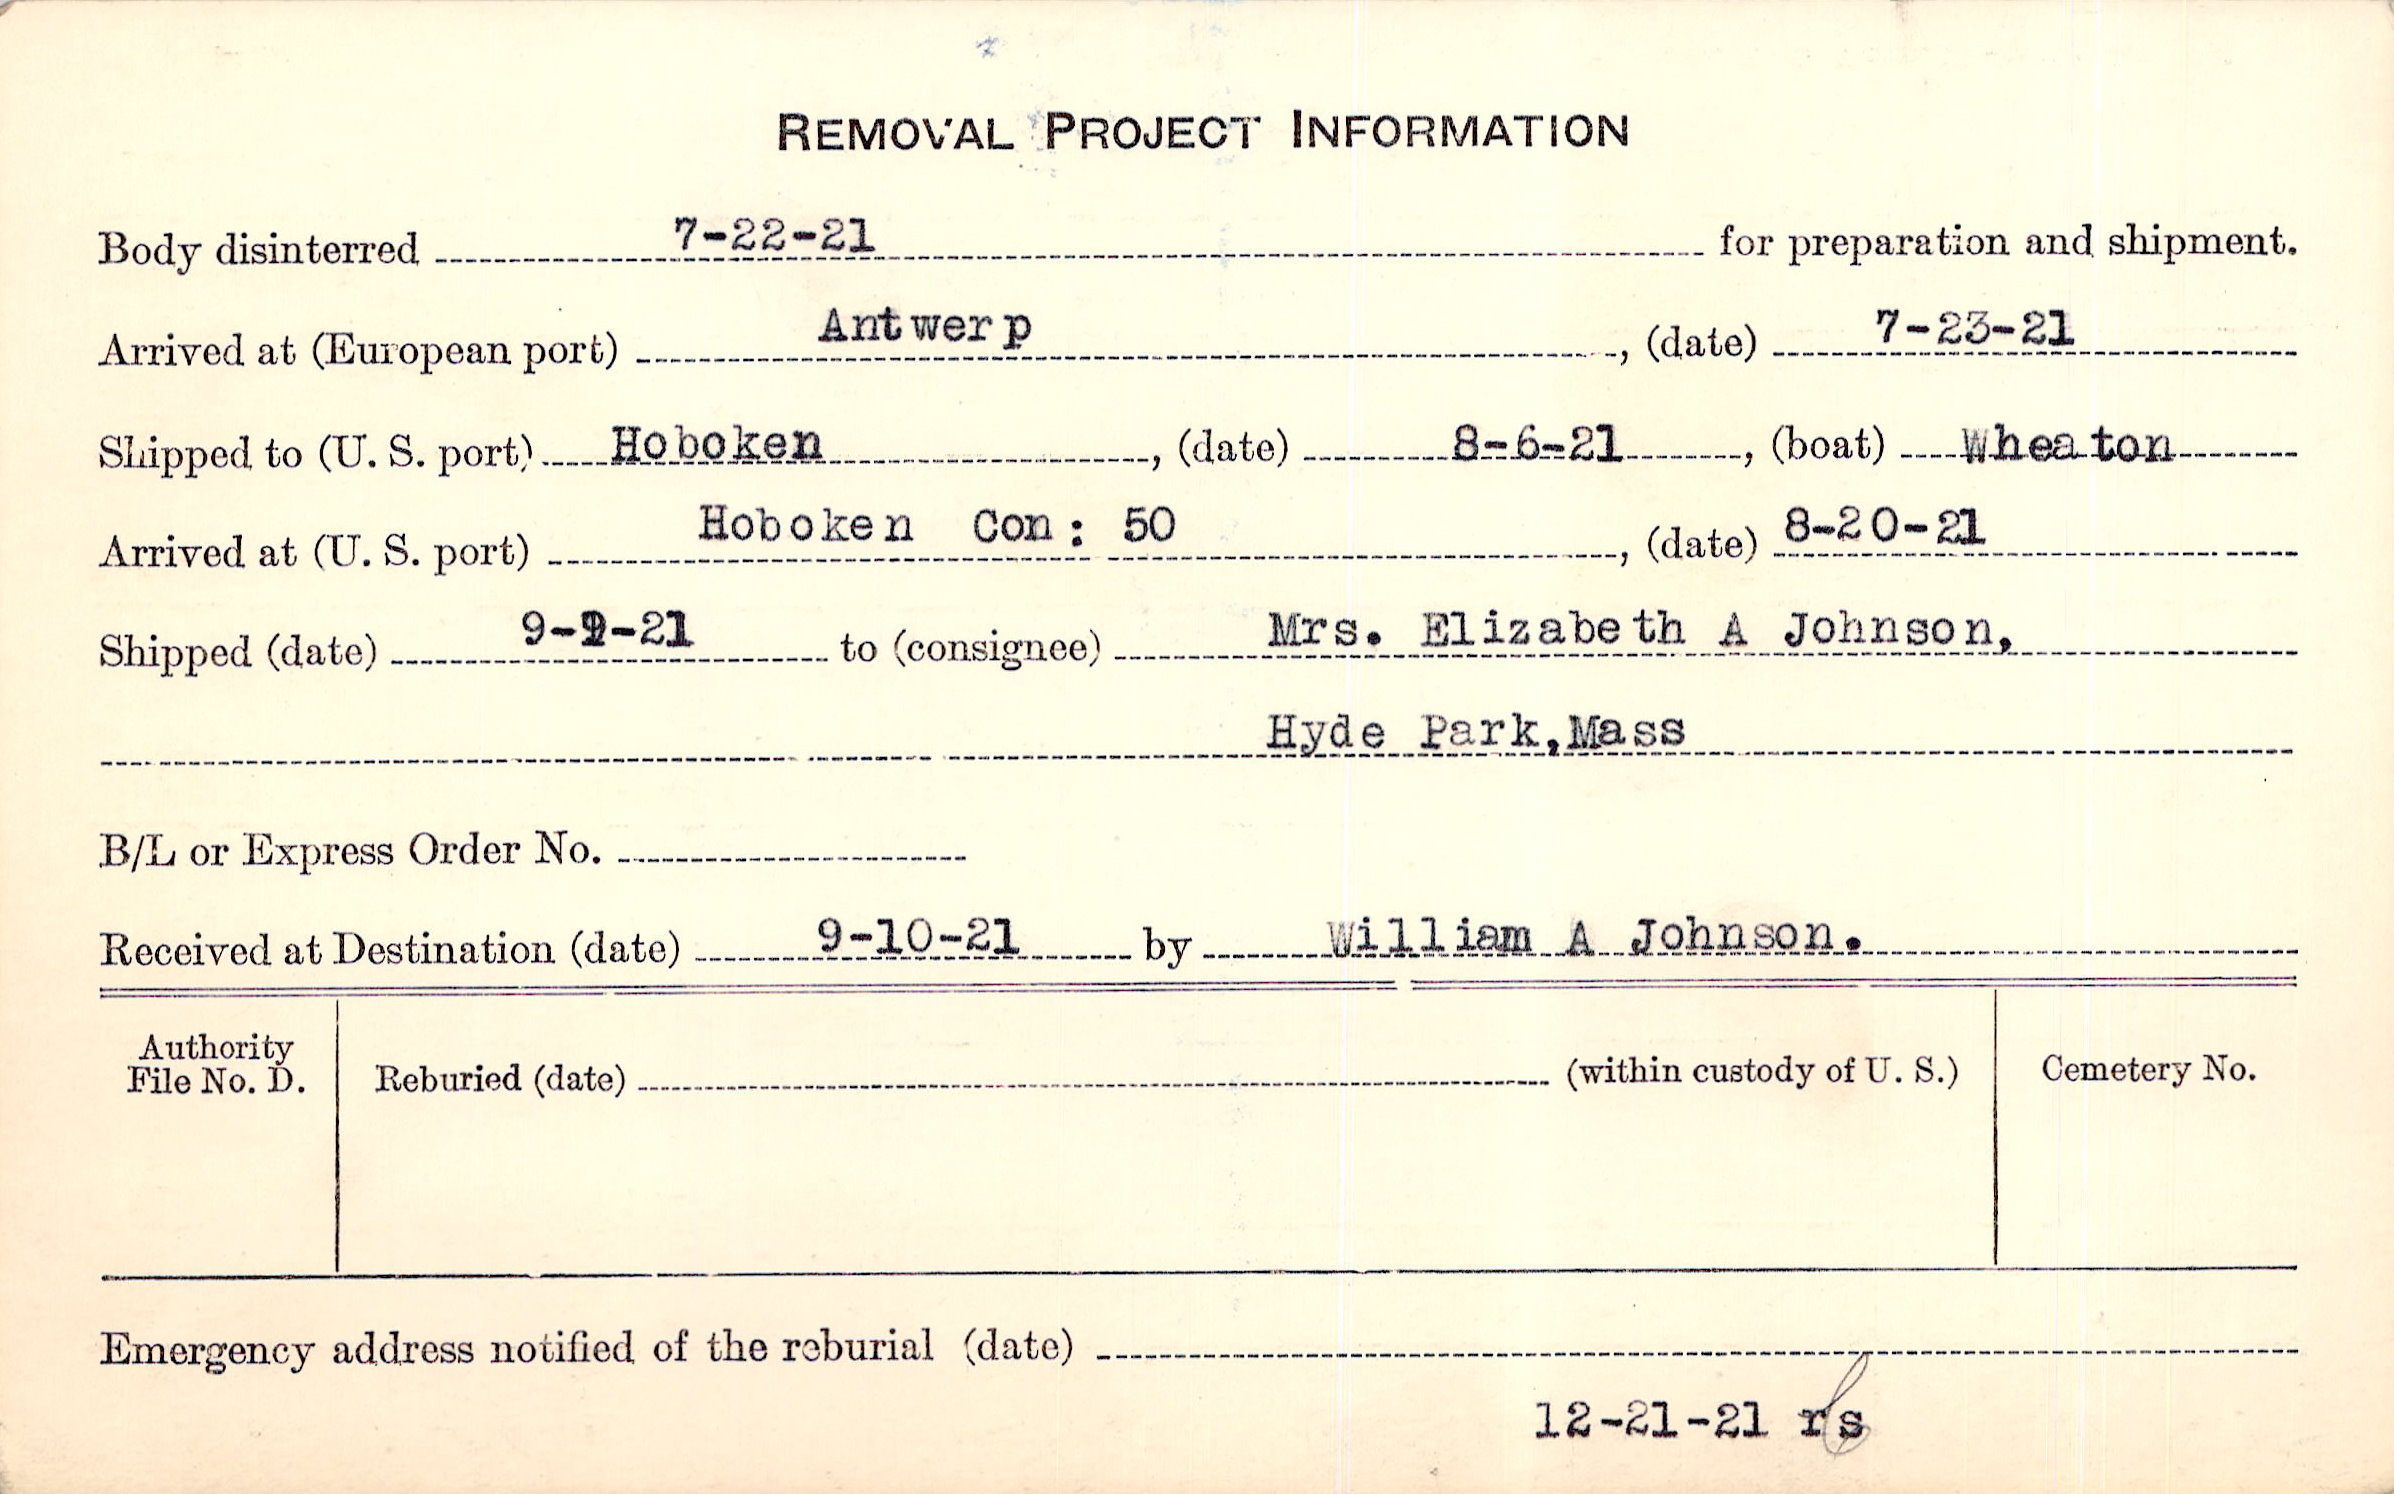 REMOVAL PROJECT INFORMATION
Body disinterred 7-22-21 for preparation and shipment.
Arrived at (European port) Antwerp, (date) 7-23-21
Shipped to (U. S. port) Hoboken, (date) 8-6-21, (boat) Wheaton
Arrived at (U. S. port) Hoboken Con: 50, (date) 8-20-21
Shipped (date) 9-9-21 to (consignee) Mrs. Elizabeth A Johnson,
Hyde Park, Mass
B/L or Express Order No.
Received at Destination (date) 9-10-21 by William A Johnson.
Authority
File No. D.
Reburied (date) (within custody of U. S.)
Cemetery No.
Emergency address notified of the reburial (date)
12-21-21 rs